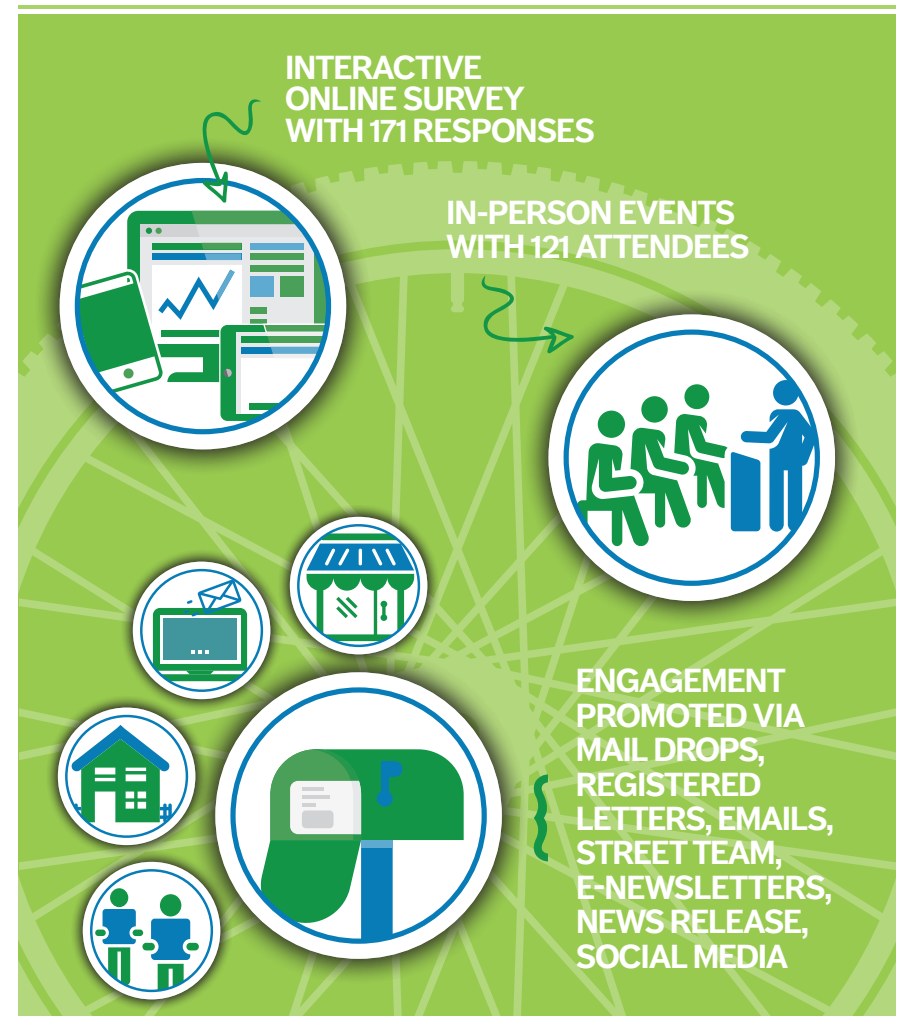 INTERACTIVE
ONLINE SURVEY
WITH 171 RESPONSES
IN-PERSON EVENTS
WITH 121 ATTENDEES
ENGAGEMENT
PROMOTED VIA
MAIL DROPS,
REGISTERED
LETTERS, EMAILS,
STREET TEAM,
E-NEWSLETTERS,
NEWS RELEASE,
SOCIAL MEDIA